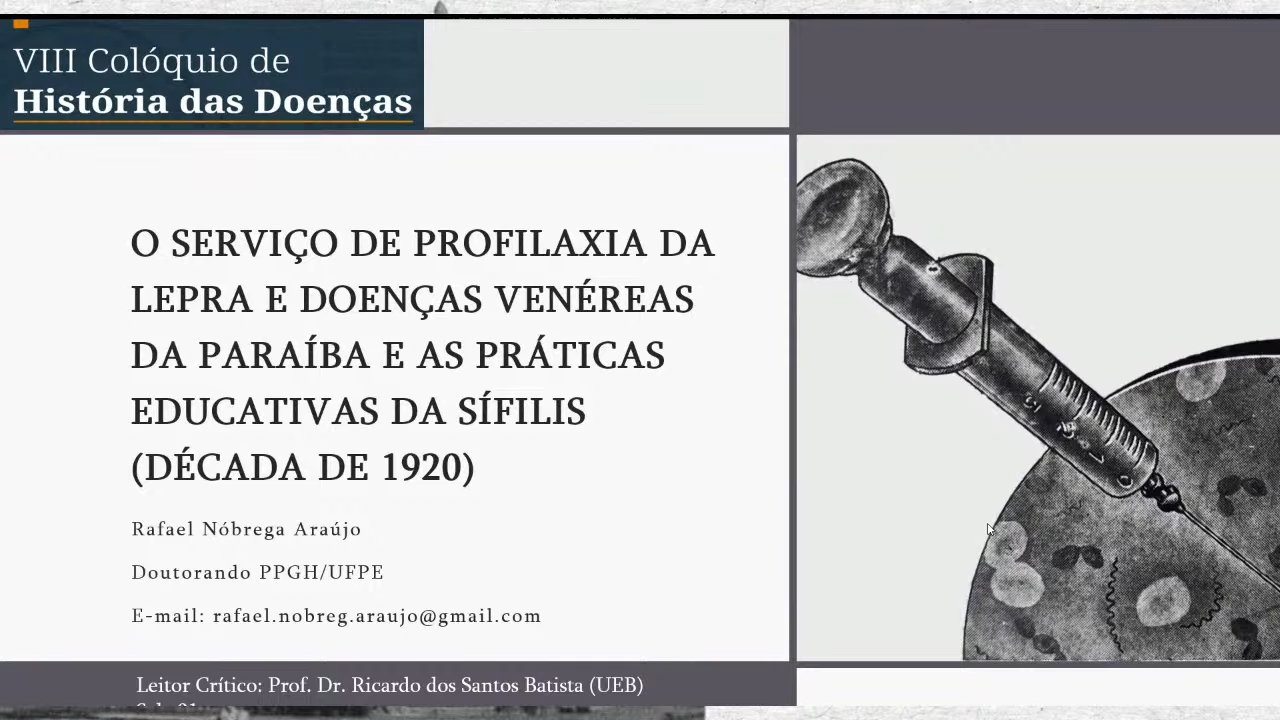 VIII Colóquio de
História das Doenças
O SERVIÇO DE PROFILAXIA DA
LEPRA E DOENÇAS VENÉREAS
DA PARAÍBA E AS PRÁTICAS
EDUCATIVAS DA SÍFILIS
(DÉCADA DE 1920)
Rafael Nóbrega Araújo
Doutorando PPGH/UFPE
E-mail: rafael.nobreg.araujo@gmail.com
Leitor Crítico: Prof. Dr. Ricardo dos Santos Batista (UEB)